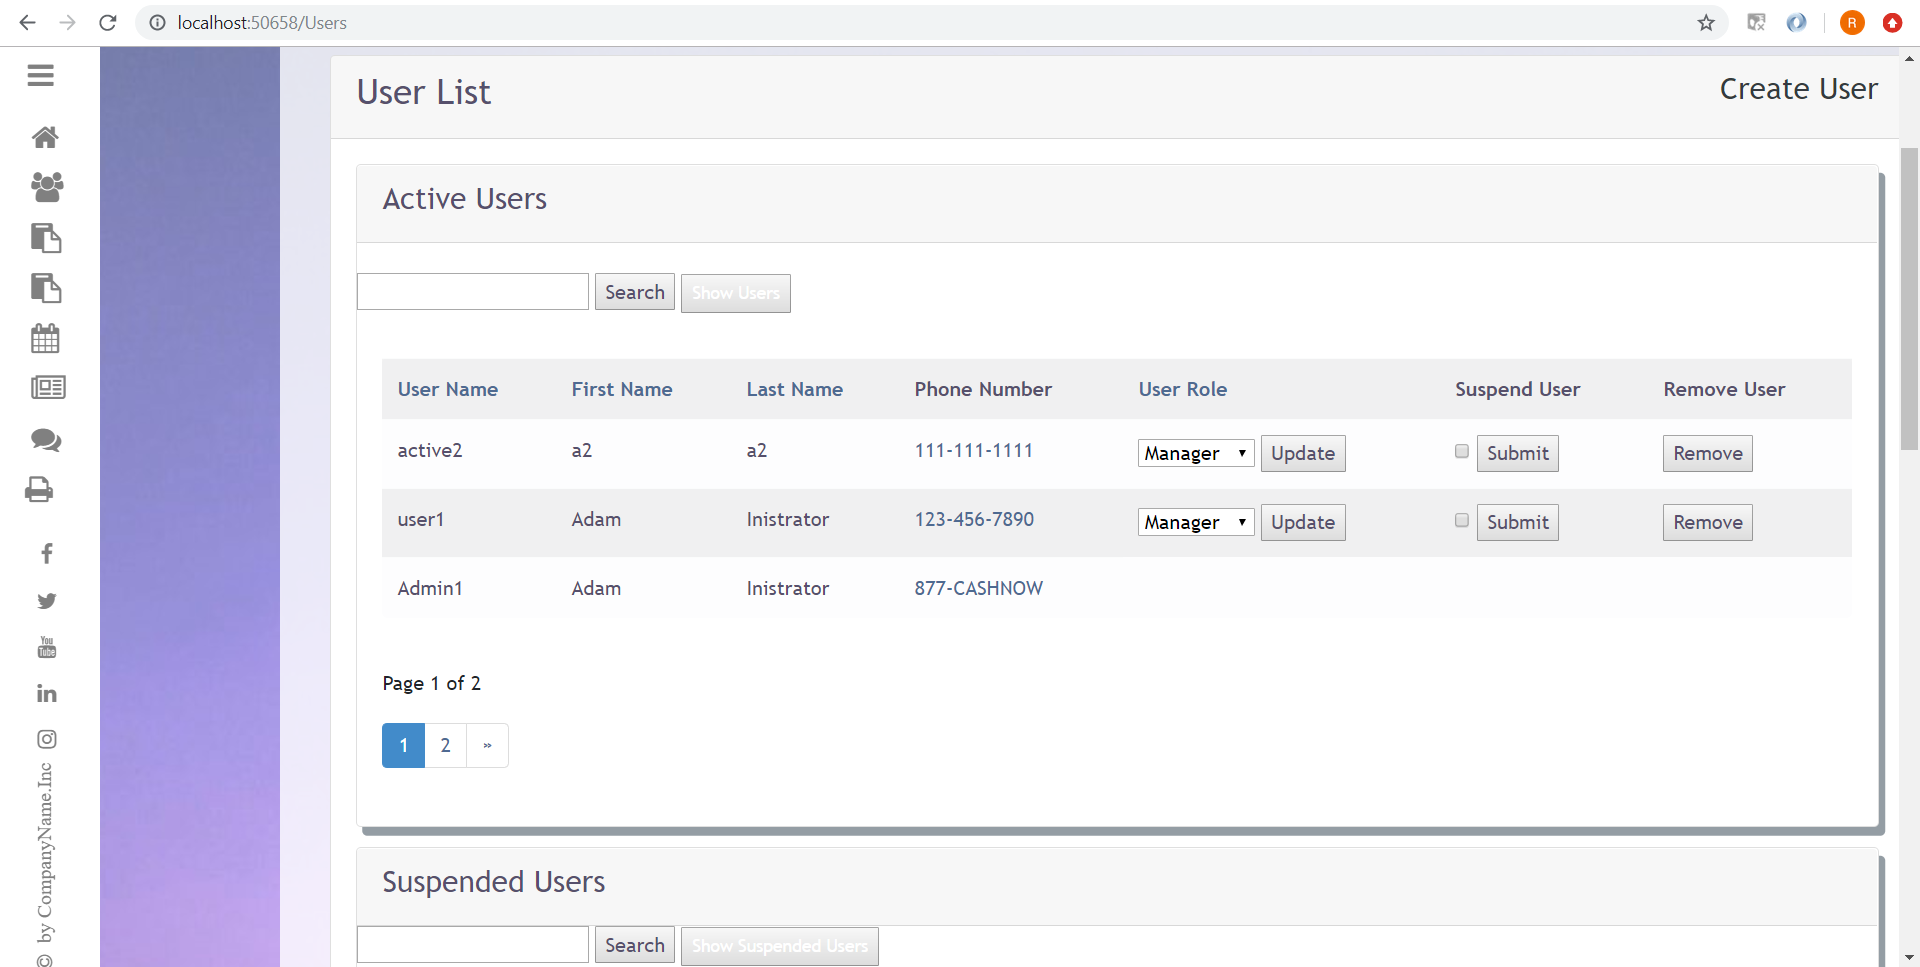 localhost:50658/Users
R
User List
Create User
Active Users
Search Show Users
User Name First Name Last Name Phone Number User Role Suspend User Remove User
active2 a2 a2 111-111-1111 Manager Update Submit Remove
user1 Adam Inistrator 123-456-7890 Manager Update Submit Remove
Admin1 Adam Inistrator 877-CASHNOW
Page 1 of 2
1 2 »
Suspended Users
Search Show Suspended Users
You
Tube
© by CompanyName.Inc